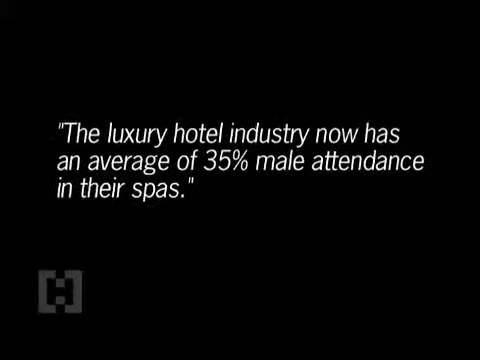 "The luxury hotel industry now has
an average of 35% male attendance
in their spas."